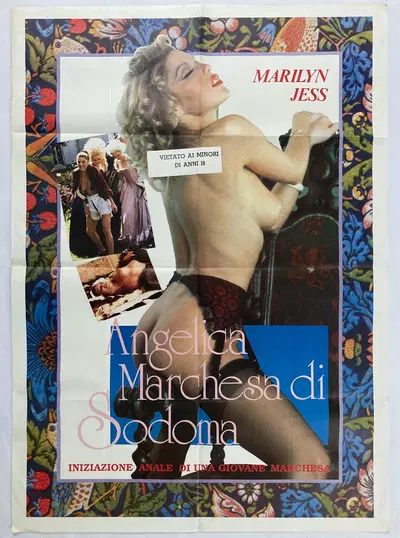 MARILYN
JESS
VIETATO AI MINORI
DI ANNI 18
Angelica
Marchesa di
Sodoma
INIZIAZIONE ANALE DI UNA GIOVANE MARCHESA